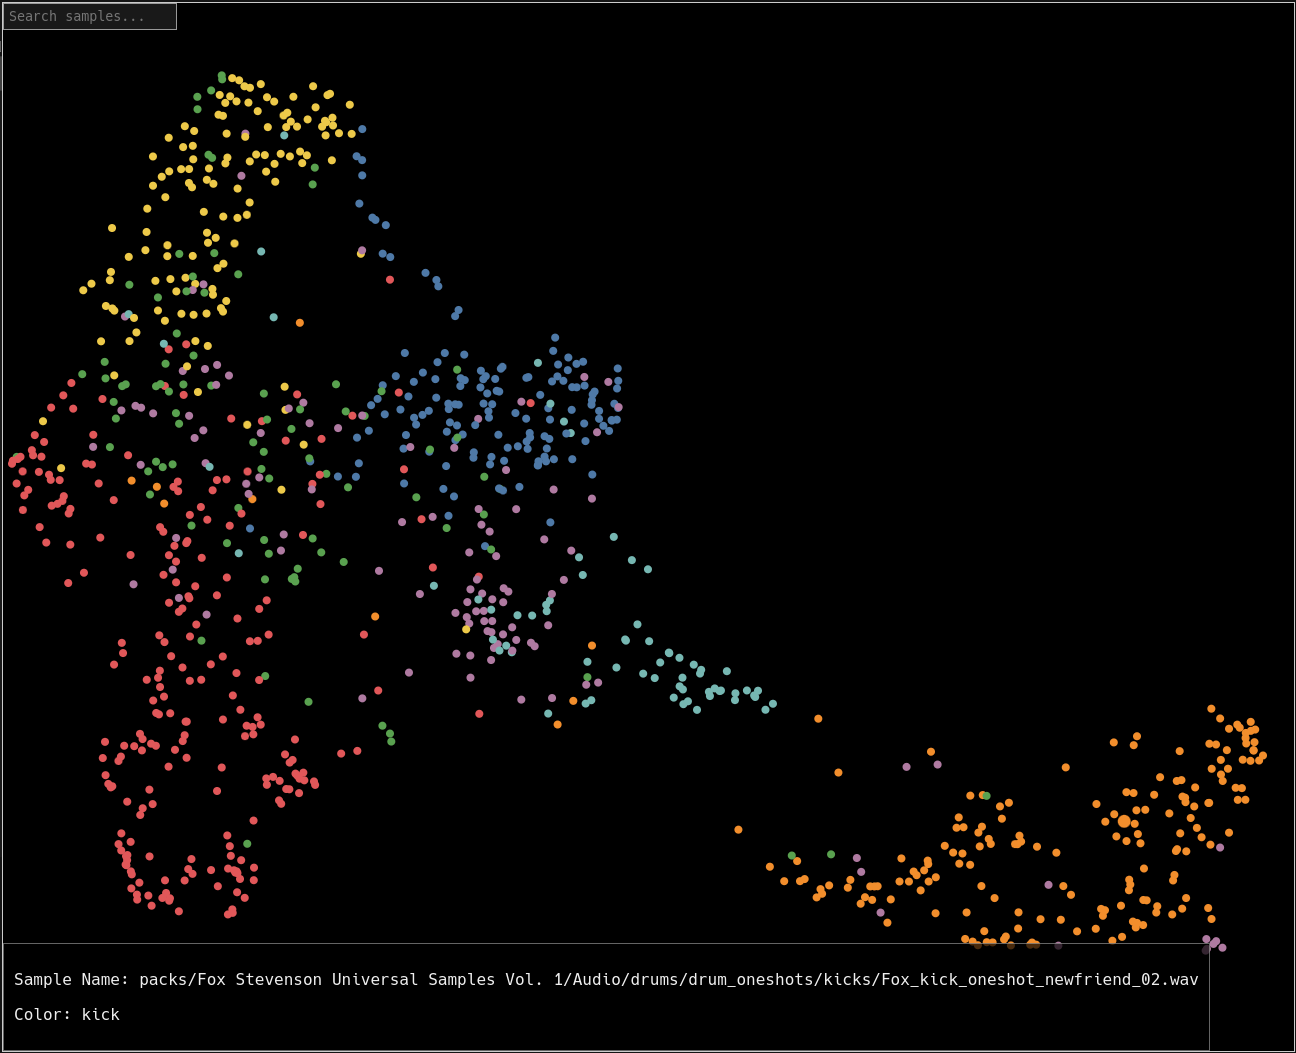 Search samples...
Sample Name: packs/Fox Stevenson Universal Samples Vol. 1/Audio/drums/drum_oneshots/kicks/Fox_kick_oneshot_newfriend_02.wav
Color: kick